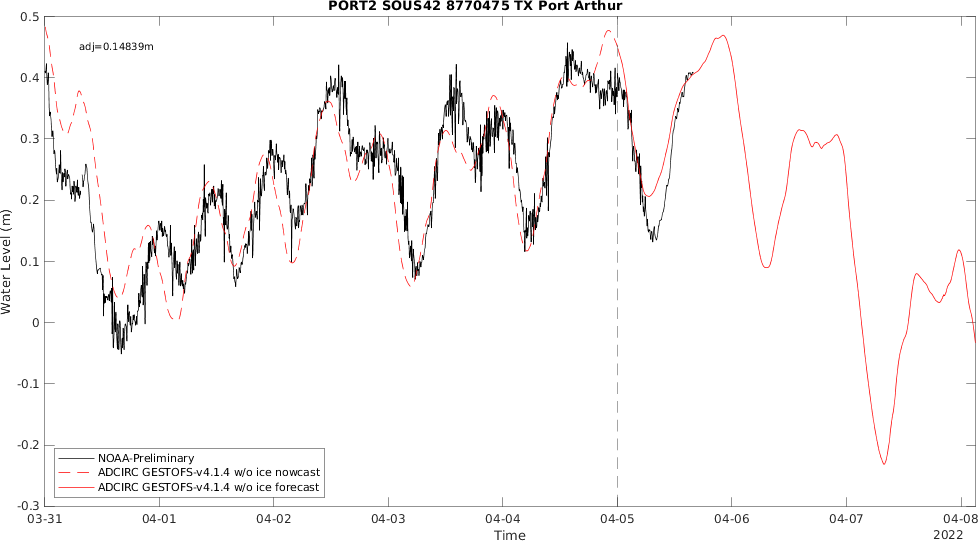 PORT2 SOUS42 8770475 TX Port Arthur
adj=0.14839m
0.5
0.4
0.3
0.2
0.1
0
-0.1
-0.2
-0.3
Water Level (m)
NOAA-Preliminary
ADCIRC GESTOFS-v4.1.4 w/o ice nowcast
ADCIRC GESTOFS-v4.1.4 w/o ice forecast
03-31 04-01 04-02 04-03 04-04 04-05 04-06 04-07 04-08
Time
2022